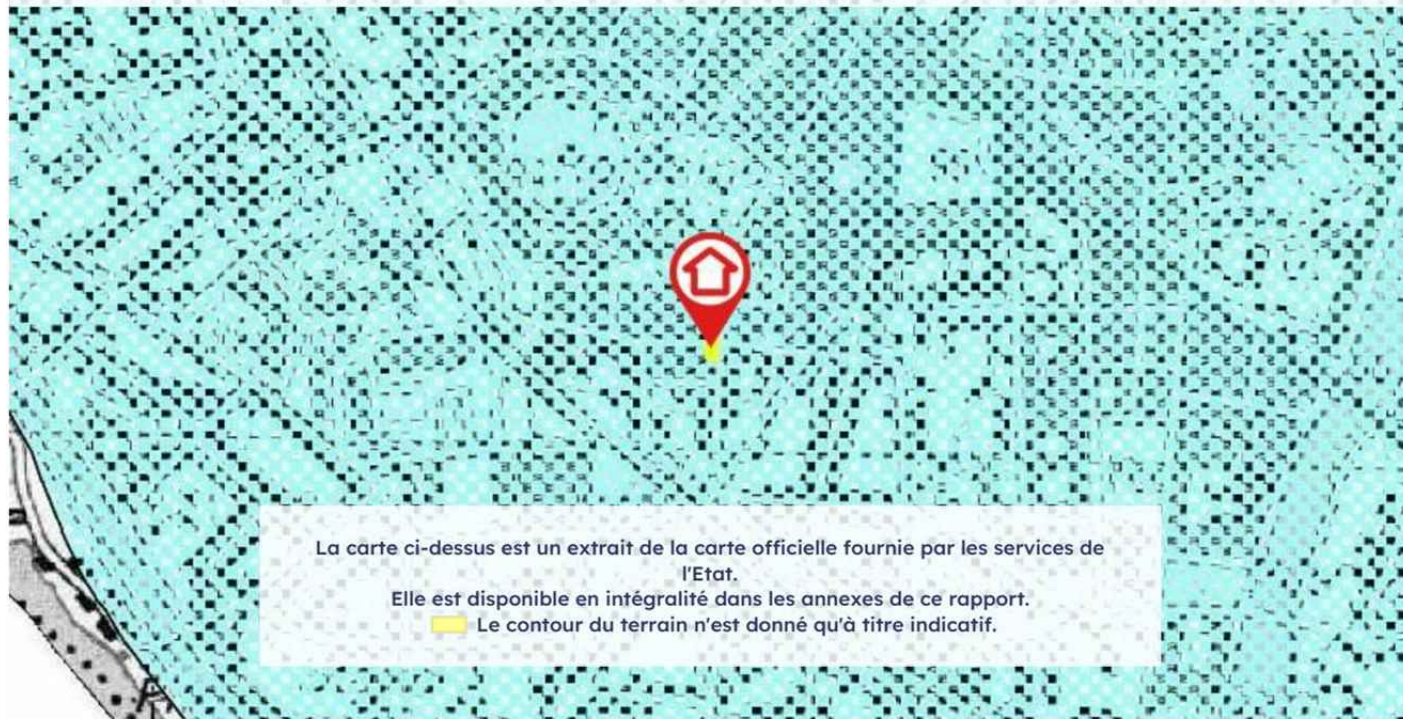 La carte ci-dessus est un extrait de la carte officielle fournie par les services de
l'Etat.
Elle est disponible en intégralité dans les annexes de ce rapport.
Le contour du terrain n'est donné qu'à titre indicatif.